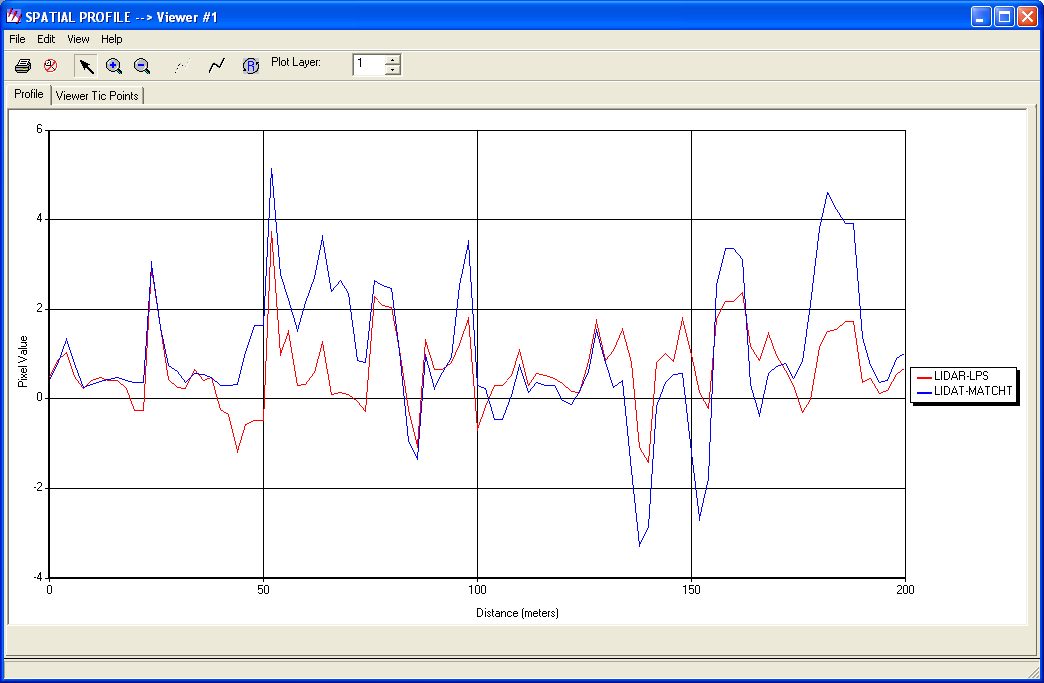 SPATIAL PROFILE --> Viewer #1
File Edit View Help
R Plot Layer: 1
Profile Viewer Tic Points
6
4
2
0
-2
-4
Pixel Value
0 50 100 150 200
Distance (meters)
LIDAR-LPS
LIDAT-MATCHT